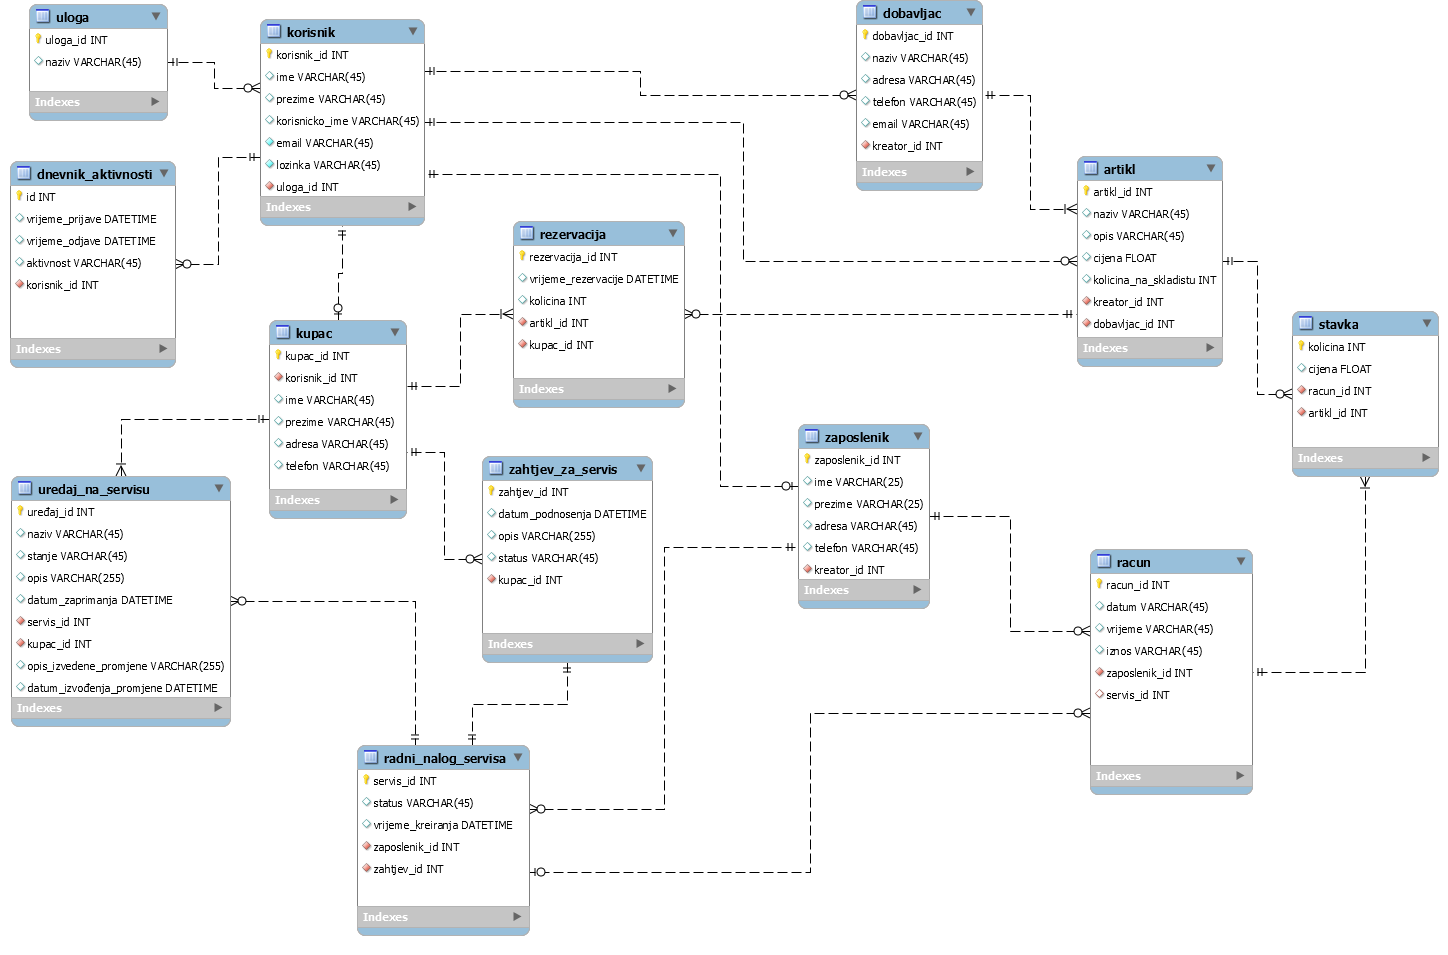 uloga
uloga_id INT
naziv VARCHAR(45)
Indexes
korisnik
korisnik_id INT
ime VARCHAR(45)
prezime VARCHAR(45)
korisnicko_ime VARCHAR(45)
email VARCHAR(45)
lozinka VARCHAR(45)
uloga_id INT
Indexes
dobavljac
dobavljac_id INT
naziv VARCHAR(45)
adresa VARCHAR(45)
telefon VARCHAR(45)
email VARCHAR(45)
kreator_id INT
Indexes
dnevnik_aktivnosti
id INT
vrijeme_prijave DATETIME
vrijeme_odjave DATETIME
aktivnost VARCHAR(45)
korisnik_id INT
Indexes
artikl
artikl_id INT
naziv VARCHAR(45)
opis VARCHAR(45)
cijena FLOAT
kolicina_na_skladistu INT
kreator_id INT
dobavljac_id INT
Indexes
rezervacija
rezervacija_id INT
vrijeme_rezervacije DATETIME
kolicina INT
artikl_id INT
kupac_id INT
Indexes
kupac
kupac_id INT
korisnik_id INT
ime VARCHAR(45)
prezime VARCHAR(45)
adresa VARCHAR(45)
telefon VARCHAR(45)
Indexes
stavka
kolicina INT
cijena FLOAT
racun_id INT
artikl_id INT
Indexes
zaposlenik
zaposlenik_id INT
ime VARCHAR(25)
prezime VARCHAR(25)
adresa VARCHAR(45)
telefon VARCHAR(45)
kreator_id INT
Indexes
zahtjev_za_servis
zahtjev_id INT
datum_podnosenja DATETIME
opis VARCHAR(255)
status VARCHAR(45)
kupac_id INT
Indexes
uredaj_na_servisu
uređaj_id INT
naziv VARCHAR(45)
stanje VARCHAR(45)
opis VARCHAR(255)
datum_zaprimanja DATETIME
servis_id INT
kupac_id INT
opis_izvedene_promjene VARCHAR(255)
datum_izvođenja_promjene DATETIME
Indexes
racun
racun_id INT
datum VARCHAR(45)
vrijeme VARCHAR(45)
iznos VARCHAR(45)
zaposlenik_id INT
servis_id INT
Indexes
radni_nalog_servisa
servis_id INT
status VARCHAR(45)
vrijeme_kreiranja DATETIME
zaposlenik_id INT
zahtjev_id INT
Indexes